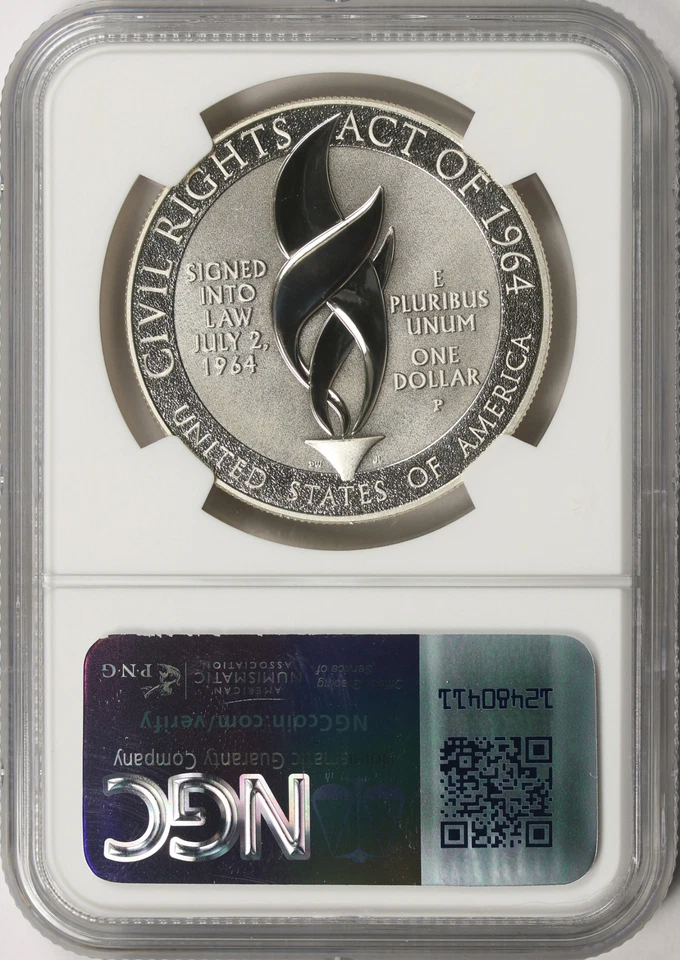 CIVIL RIGHTS ACT OF 1964
SIGNED
INTO
LAW
JULY 2,
1964
E
PLURIBUS
UNUM
ONE
DOLLAR
P
UNITED STATES OF AMERICA
NGC
Guaranty Company
NGCcoin.com/verify
AMERICAN
NUMISMATIC
ASSOCIATION
P·N·G
12480411